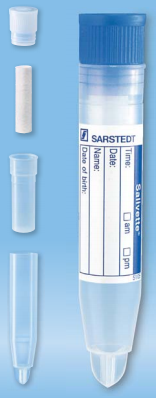 SARSTEDT
Salivette®
Time:
am
pm
Date:
Name:
Date of birth: